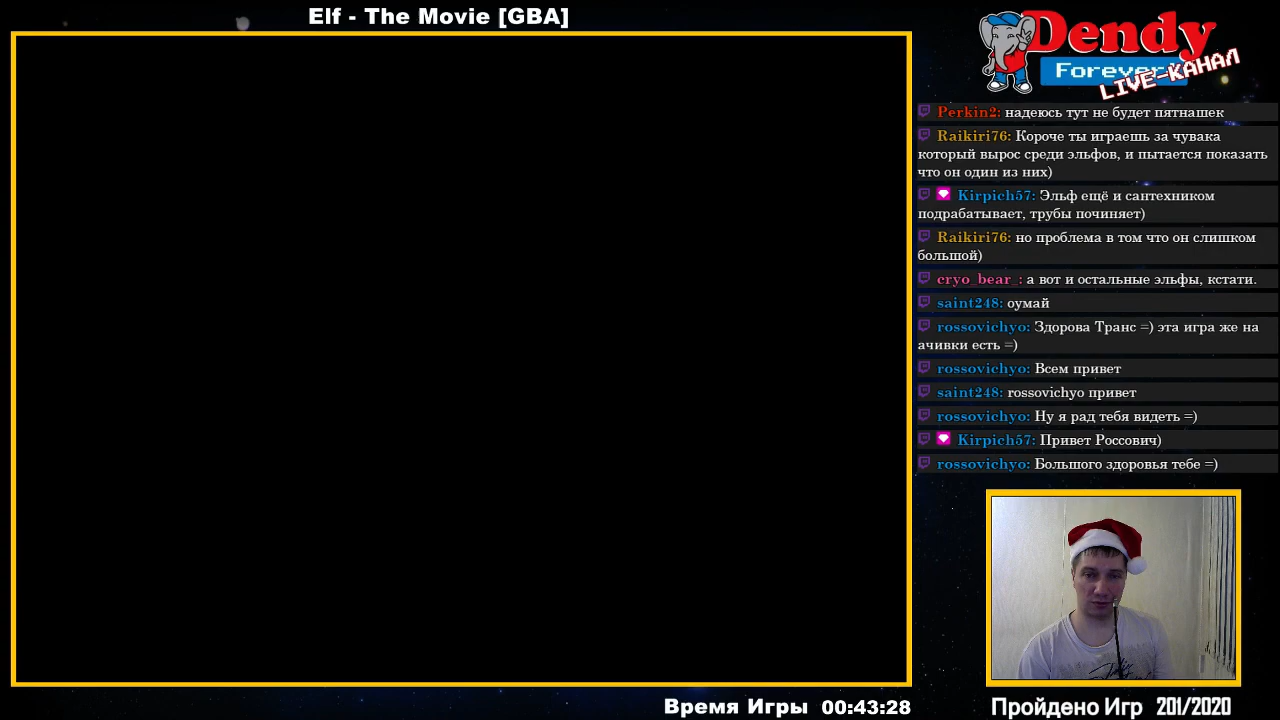 Elf - The Movie [GBA]
Dendy
Forever!
LIVE-КАНАЛ
Perkin2: надеюсь тут не будет пятнашек
Raikiri76: Короче ты играешь за чувака
который вырос среди эльфов, и пытается показать
что он один из них)
Kirpich57: Эльф ещё и сантехником
подрабатывает, трубы починяет)
Raikiri76: но проблема в том что он слишком
большой)
cryo_bear_: а вот и остальные эльфы, кстати.
saint248: оумай
rossovichyo: Здорова Транс =) эта игра же на
ачивки есть =)
rossovichyo: Всем привет
saint248: rossovichyo привет
rossovichyo: Ну я рад тебя видеть =)
Kirpich57: Привет Россович)
rossovichyo: Большого здоровья тебе =)
Время Игры 00:43:28
Пройдено Игр 201/2020